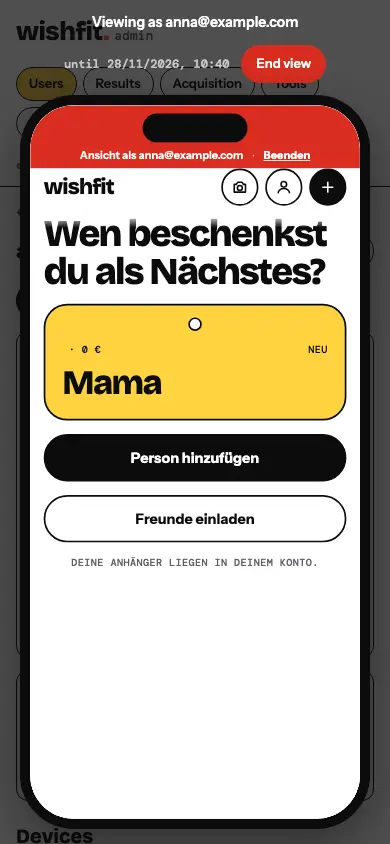 Viewing as anna@example.com
wishfit. admin
until 28/11/2026, 10:40 End view
Users Results Acquisition Tools
Ansicht als anna@example.com · Beenden
wishfit
Wen beschenkst
du als Nächstes?
· 0 € NEU
Mama
Person hinzufügen
Freunde einladen
DEINE ANHÄNGER LIEGEN IN DEINEM KONTO.
Devices